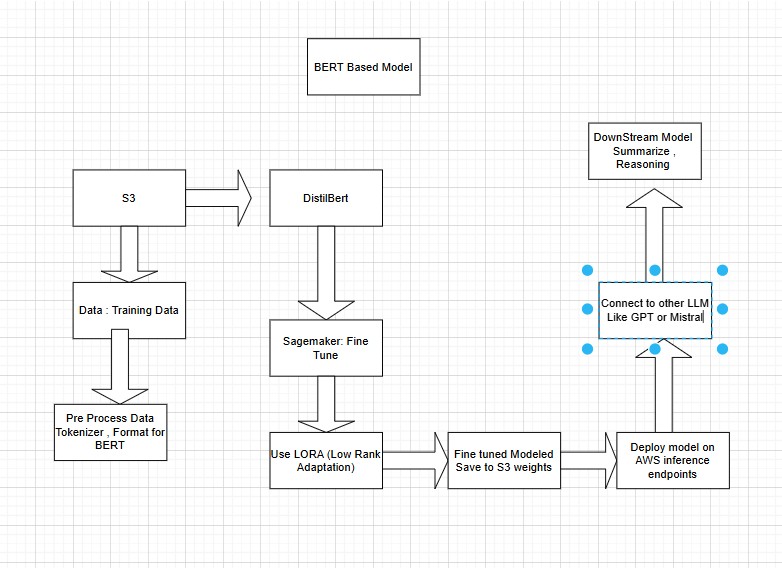 BERT Based Model
DownStream Model
Summarize ,
Reasoning
S3
DistilBert
Data : Training Data
Connect to other LLM
Like GPT or Mistral
Sagemaker: Fine
Tune
Pre Process Data
Tokenizer , Format for
BERT
Use LORA (Low Rank
Adaptation)
Fine tuned Modeled
Save to S3 weights
Deploy model on
AWS inference
endpoints